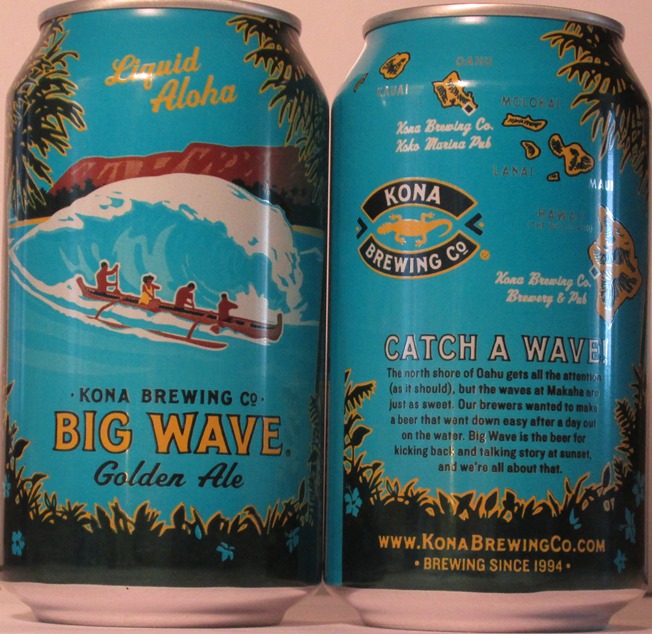 Liquid
Aloha
· KONA BREWING Cº ·
BIG WAVE®
Golden Ale
OAHU
KAUAI
MOLOKAI
Kona Brewing Co.
Koko Marina Pub
LANAI
MAUI
KONA
BREWING Cº
®
HAWAII
Kona Brewing Co.
Brewery & Pub
CATCH A WAVE!
The north shore of Oahu gets all the attention
(as it should), but the waves at Makaha are
just as sweet. Our brewers wanted to make
a beer that went down easy after a day out
on the water. Big Wave is the beer for
kicking back and talking story at sunset,
and we're all about that.
WWW.KONABREWINGCO.COM
• BREWING SINCE 1994 •